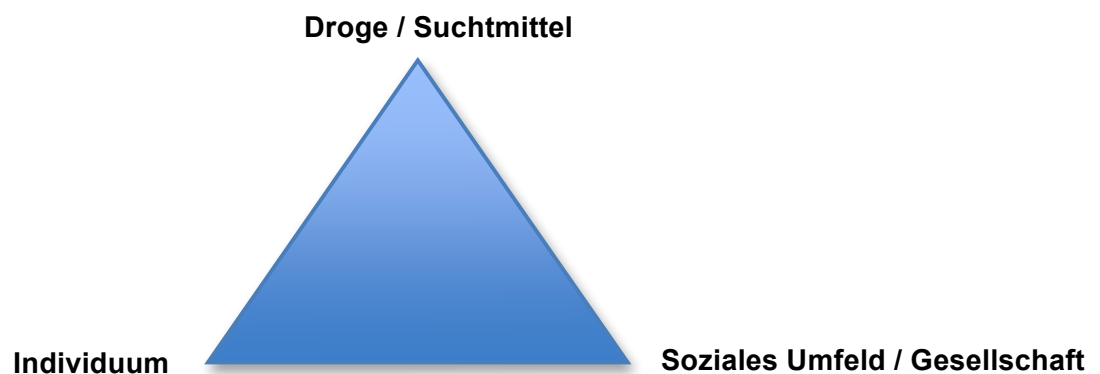 Droge / Suchtmittel
Individuum
Soziales Umfeld / Gesellschaft